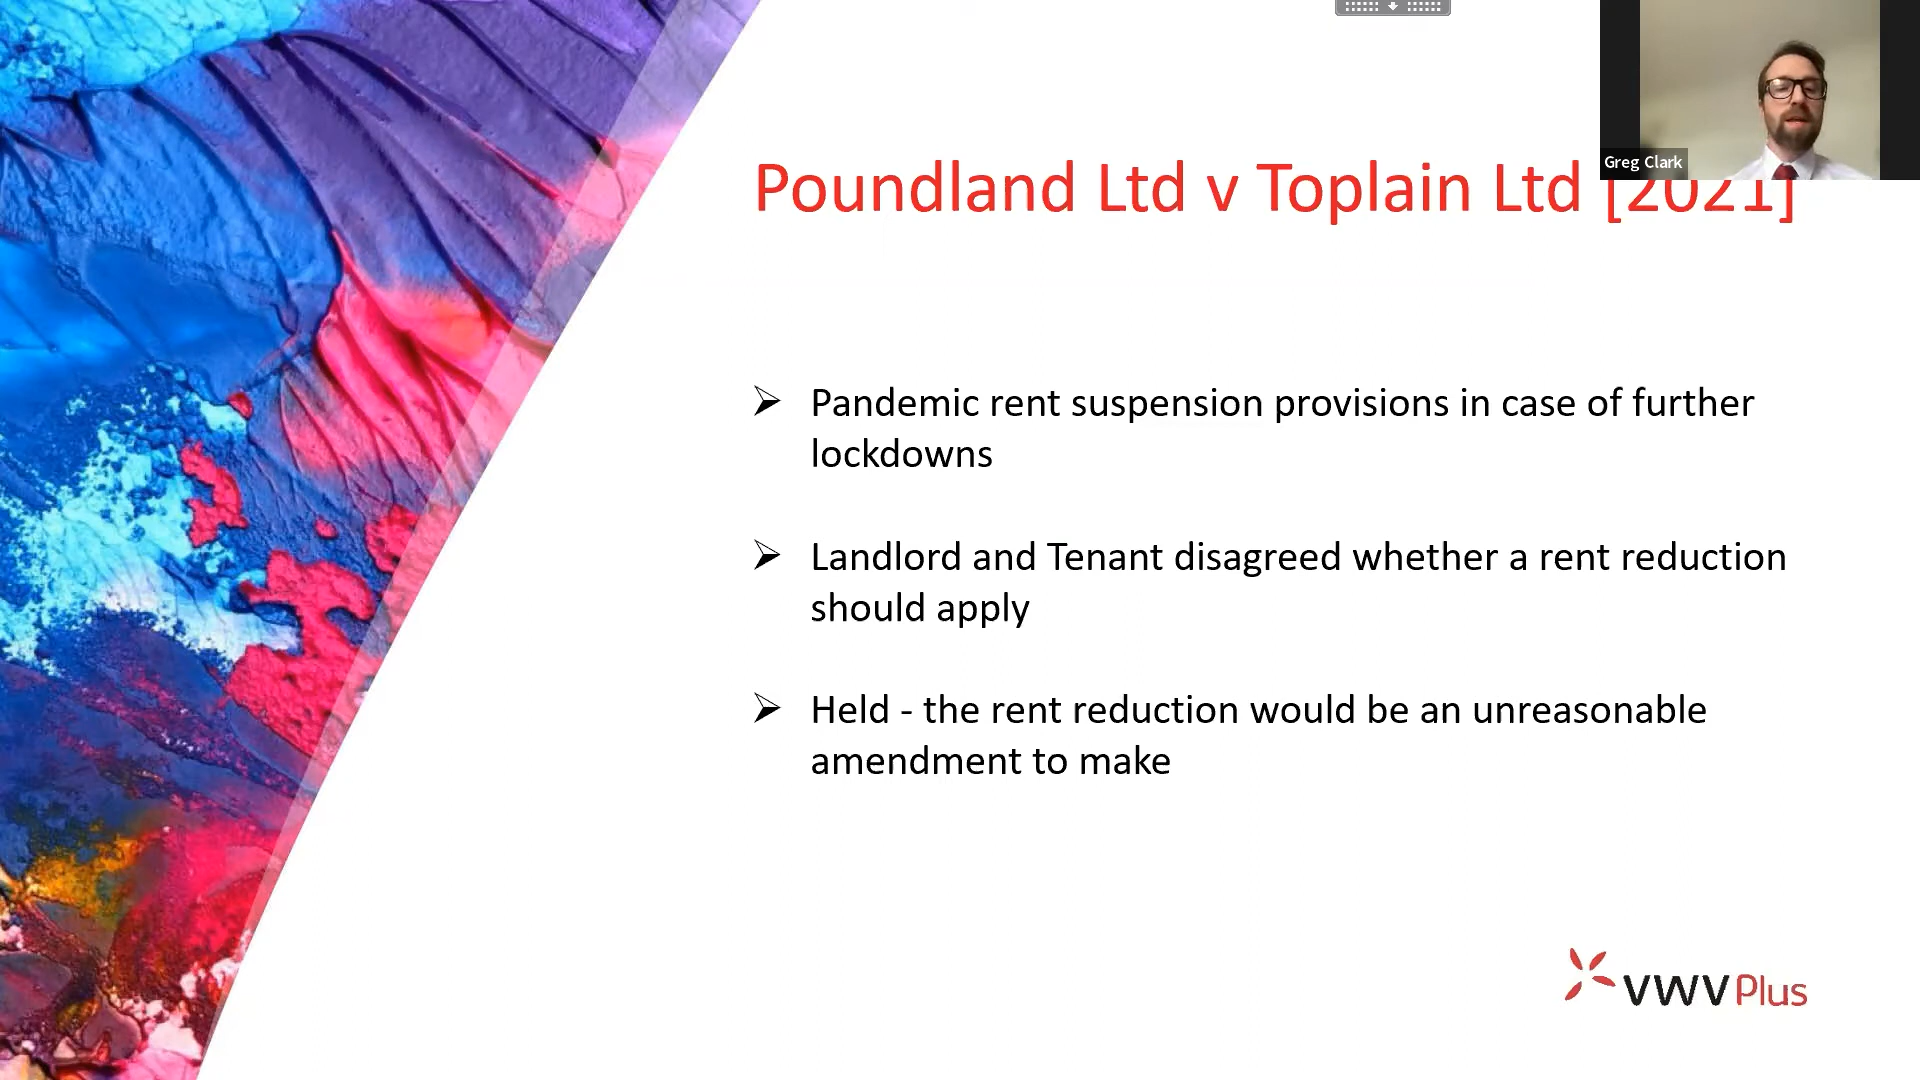 Greg Clark
Poundland Ltd v Toplain Ltd [2021]
Pandemic rent suspension provisions in case of further
lockdowns
Landlord and Tenant disagreed whether a rent reduction
should apply
Held - the rent reduction would be an unreasonable
amendment to make
VWV Plus